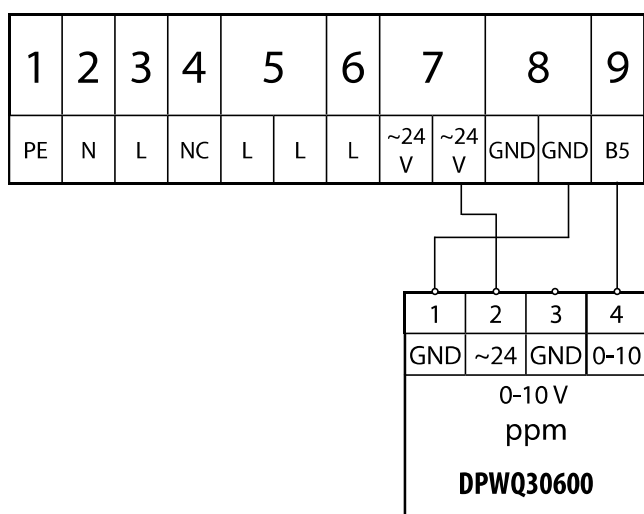 1 2 3 4 5 6 7 8 9
PE N L NC L L L ~24 V ~24 V GND GND B5
1 2 3 4
GND ~24 GND 0-10
0-10 V
ppm
DPWQ30600